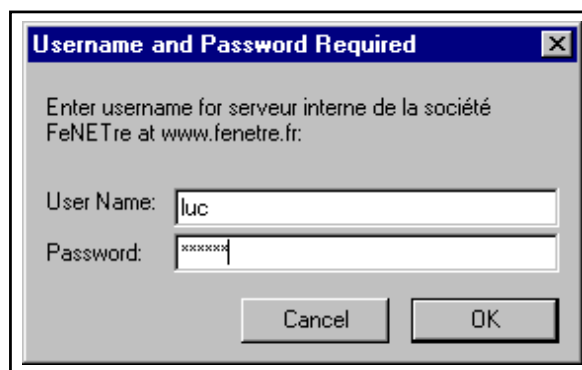 Username and Password Required
Enter username for serveur interne de la société
FeNETre at www.fenetre.fr:
User Name: luc
Password: ******
Cancel OK